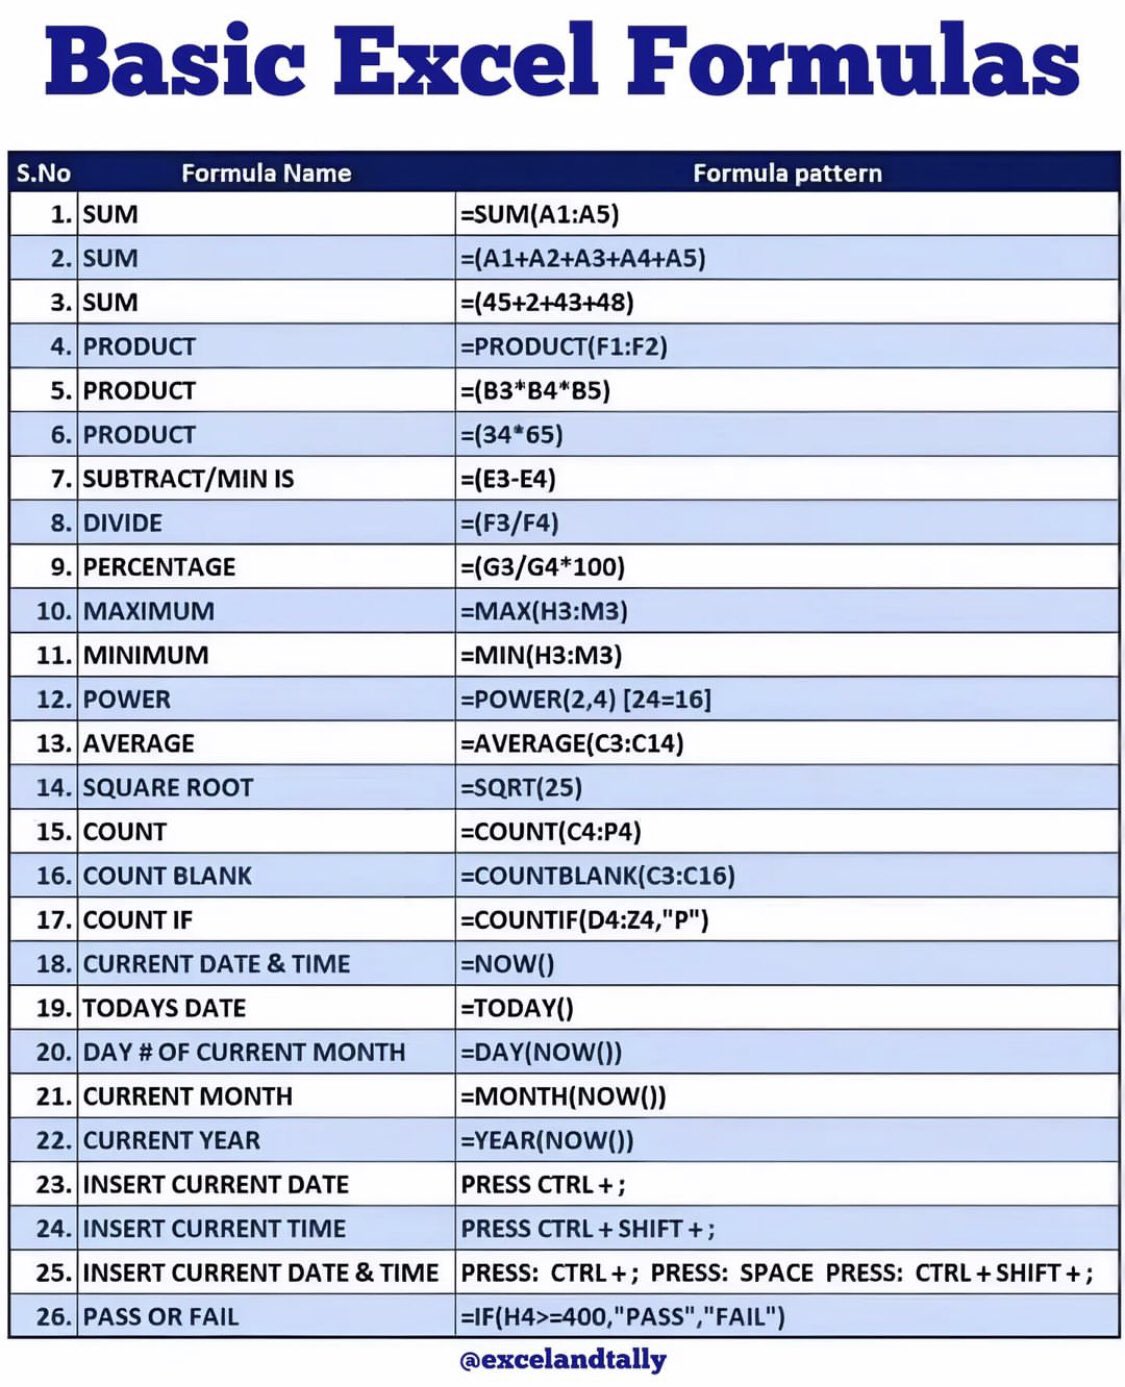 Basic Excel Formulas
S.No Formula Name Formula pattern
1. SUM =SUM(A1:A5)
2. SUM =(A1+A2+A3+A4+A5)
3. SUM =(45+2+43+48)
4. PRODUCT =PRODUCT(F1:F2)
5. PRODUCT =(B3*B4*B5)
6. PRODUCT =(34*65)
7. SUBTRACT/MIN IS =(E3-E4)
8. DIVIDE =(F3/F4)
9. PERCENTAGE =(G3/G4*100)
10. MAXIMUM =MAX(H3:M3)
11. MINIMUM =MIN(H3:M3)
12. POWER =POWER(2,4) [24=16]
13. AVERAGE =AVERAGE(C3:C14)
14. SQUARE ROOT =SQRT(25)
15. COUNT =COUNT(C4:P4)
16. COUNT BLANK =COUNTBLANK(C3:C16)
17. COUNT IF =COUNTIF(D4:Z4,"P")
18. CURRENT DATE & TIME =NOW()
19. TODAYS DATE =TODAY()
20. DAY # OF CURRENT MONTH =DAY(NOW())
21. CURRENT MONTH =MONTH(NOW())
22. CURRENT YEAR =YEAR(NOW())
23. INSERT CURRENT DATE PRESS CTRL + ;
24. INSERT CURRENT TIME PRESS CTRL + SHIFT + ;
25. INSERT CURRENT DATE & TIME PRESS: CTRL + ; PRESS: SPACE PRESS: CTRL + SHIFT + ;
26. PASS OR FAIL =IF(H4>=400,"PASS","FAIL")
@excelandtally